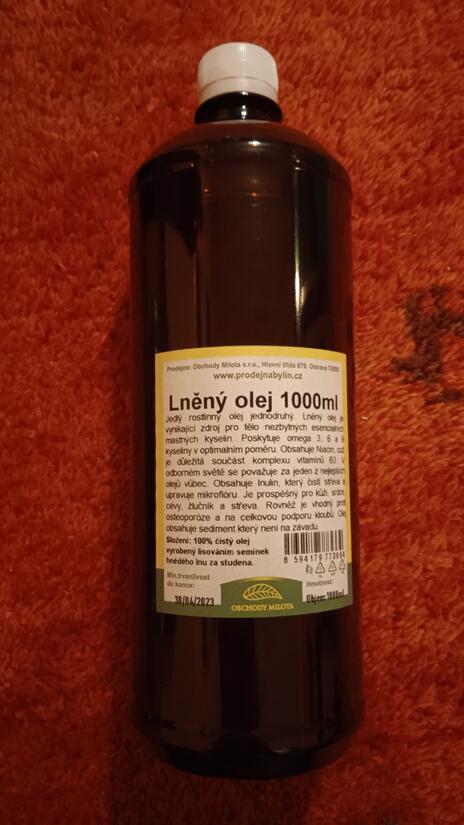 Prodejce: Obchody Milota s.r.o., Hlavní třída 679, Ostrava 70800
www.prodejnabylin.cz
Lněný olej 1000ml
Jedlý rostlinný olej jednodruhý. Lněný olej je
vynikající zdroj pro tělo nezbytných esenciálních
mastných kyselin. Poskytuje omega 3, 6 a 9
kyseliny v optimalním poměru. Obsahuje Niacin, což
je důležitá součást komplexu vitamínů B3. V
odborném světě se považuje za jeden z nejlepších
olejů vůbec. Obsahuje Inulin, který čistí střeva a
upravuje mikroflóru. Je prospěšný pro kůži, srdce,
cévy, žlučník a střeva. Rovněž je vhodný proti
osteoporóze a na celkovou podporu kloubů. Olej
obsahuje sediment který není na závadu.
Složení: 100% čistý olej
vyrobený lisováním semínek
hnědého lnu za studena.
8 594179 773664
Min.trvanlivost
do konce:
30/04/2023
Hmotnost:
Objem:1000ml
OBCHODY MILOTA